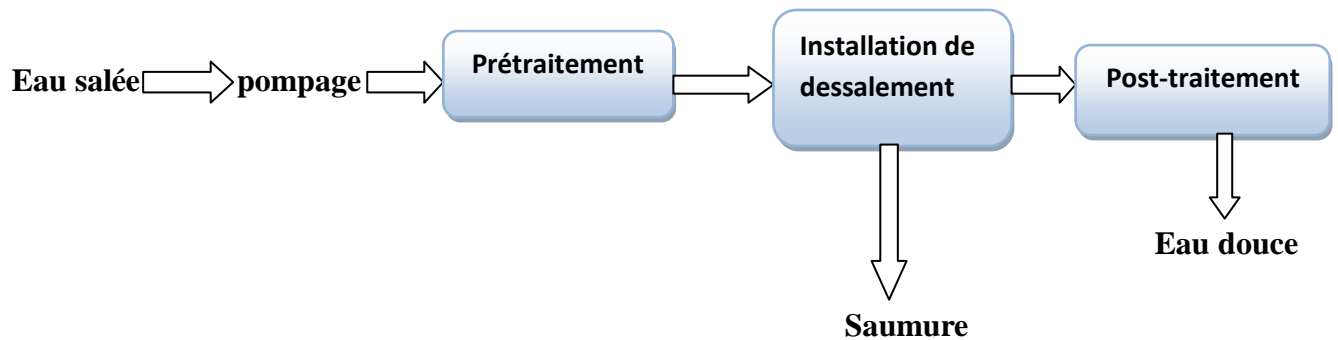 Eau salée
pompage
Prétraitement
Installation de
dessalement
Post-traitement
Eau douce
Saumure